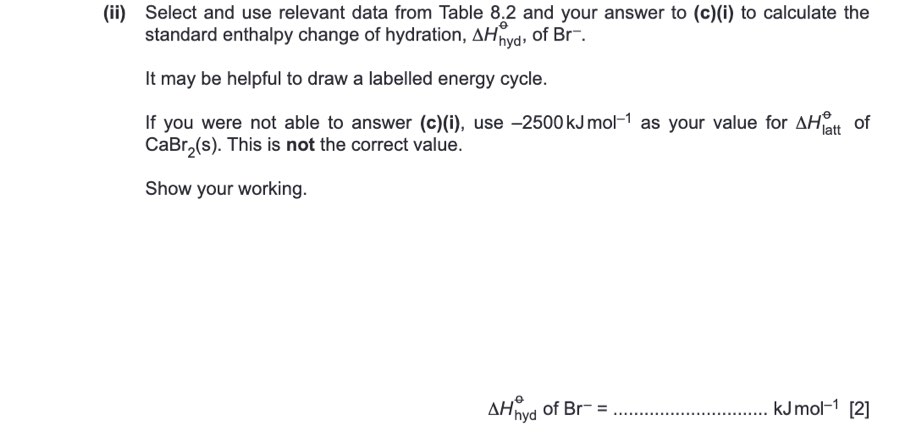 (ii) Select and use relevant data from Table 8.2 and your answer to (c)(i) to calculate the
standard enthalpy change of hydration, ΔH⦵hyd, of Br⁻.
It may be helpful to draw a labelled energy cycle.
If you were not able to answer (c)(i), use –2500 kJ mol⁻¹ as your value for ΔH⦵latt of
CaBr₂(s). This is not the correct value.
Show your working.
ΔH⦵hyd of Br⁻ = .............................. kJ mol⁻¹ [2]